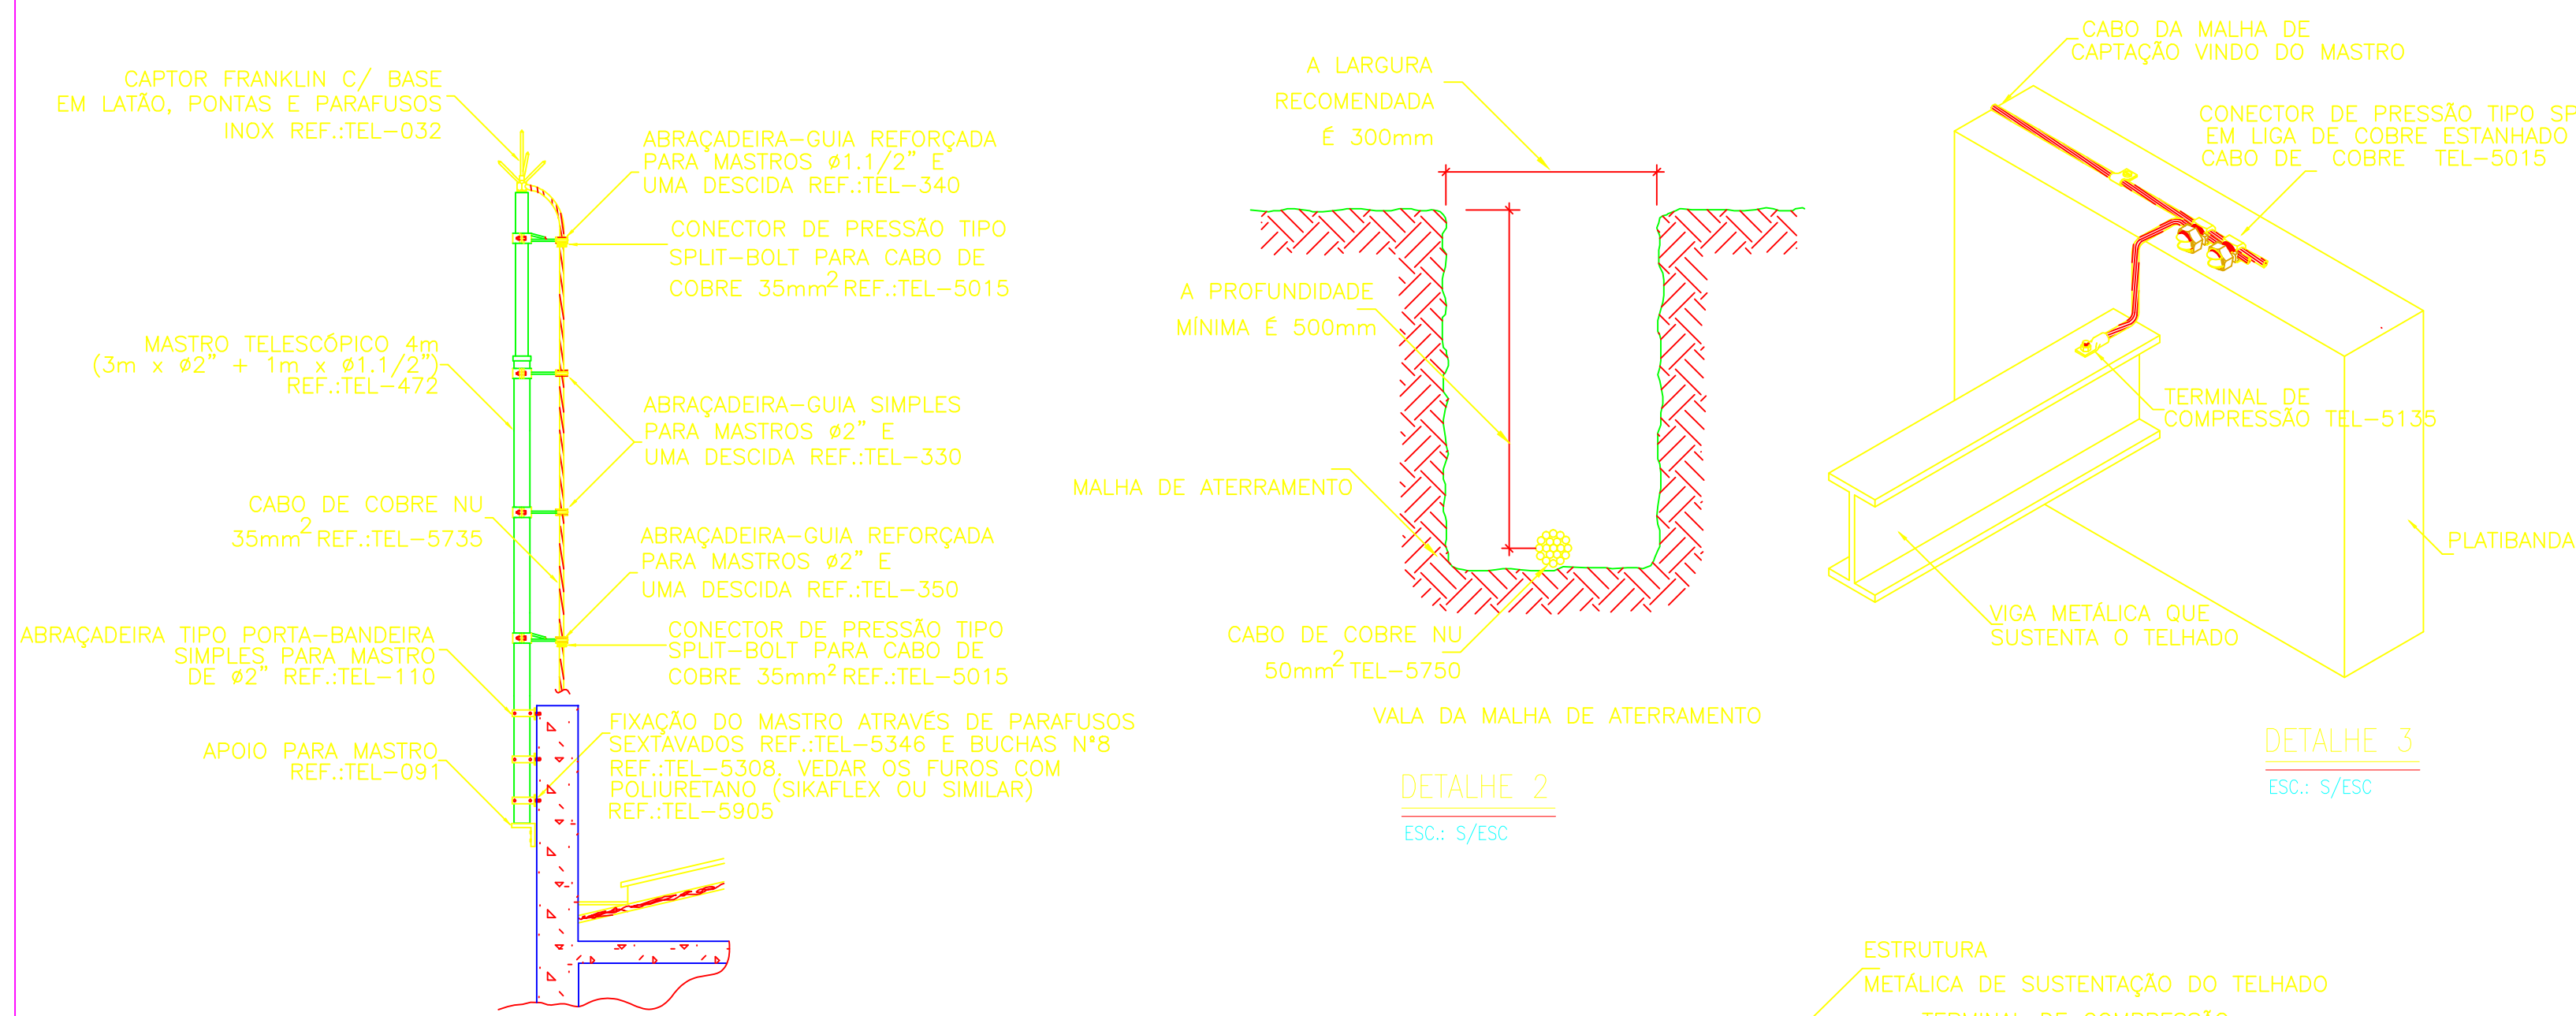 CAPTOR FRANKLIN C/ BASE
EM LATÃO, PONTAS E PARAFUSOS
INOX REF.:TEL-032
ABRAÇADEIRA-GUIA REFORÇADA
PARA MASTROS ø1.1/2" E
UMA DESCIDA REF.:TEL-340
CONECTOR DE PRESSÃO TIPO
SPLIT-BOLT PARA CABO DE
COBRE 35mm² REF.:TEL-5015
MASTRO TELESCÓPICO 4m
(3m x ø2" + 1m x ø1.1/2")
REF.:TEL-472
ABRAÇADEIRA-GUIA SIMPLES
PARA MASTROS ø2" E
UMA DESCIDA REF.:TEL-330
CABO DE COBRE NU
35mm² REF.:TEL-5735
ABRAÇADEIRA-GUIA REFORÇADA
PARA MASTROS ø2" E
UMA DESCIDA REF.:TEL-350
ABRAÇADEIRA TIPO PORTA-BANDEIRA
SIMPLES PARA MASTRO
DE ø2" REF.:TEL-110
CONECTOR DE PRESSÃO TIPO
SPLIT-BOLT PARA CABO DE
COBRE 35mm² REF.:TEL-5015
APOIO PARA MASTRO
REF.:TEL-091
FIXAÇÃO DO MASTRO ATRAVÉS DE PARAFUSOS
SEXTAVADOS REF.:TEL-5346 E BUCHAS N°8
REF.:TEL-5308. VEDAR OS FUROS COM
POLIURETANO (SIKAFLEX OU SIMILAR)
REF.:TEL-5905
A LARGURA
RECOMENDADA
É 300mm
A PROFUNDIDADE
MÍNIMA É 500mm
MALHA DE ATERRAMENTO
CABO DE COBRE NU
50mm² TEL-5750
VALA DA MALHA DE ATERRAMENTO
DETALHE 2
ESC.: S/ESC
CABO DA MALHA DE
CAPTAÇÃO VINDO DO MASTRO
CONECTOR DE PRESSÃO TIPO
EM LIGA DE COBRE ESTANHADO
CABO DE COBRE TEL-5015
TERMINAL DE
COMPRESSÃO TEL-5135
PLATIBANDA
VIGA METÁLICA QUE
SUSTENTA O TELHADO
DETALHE 3
ESC.: S/ESC
ESTRUTURA
METÁLICA DE SUSTENTAÇÃO DO TELHADO
TERMINAL DE COMPRESSÃO